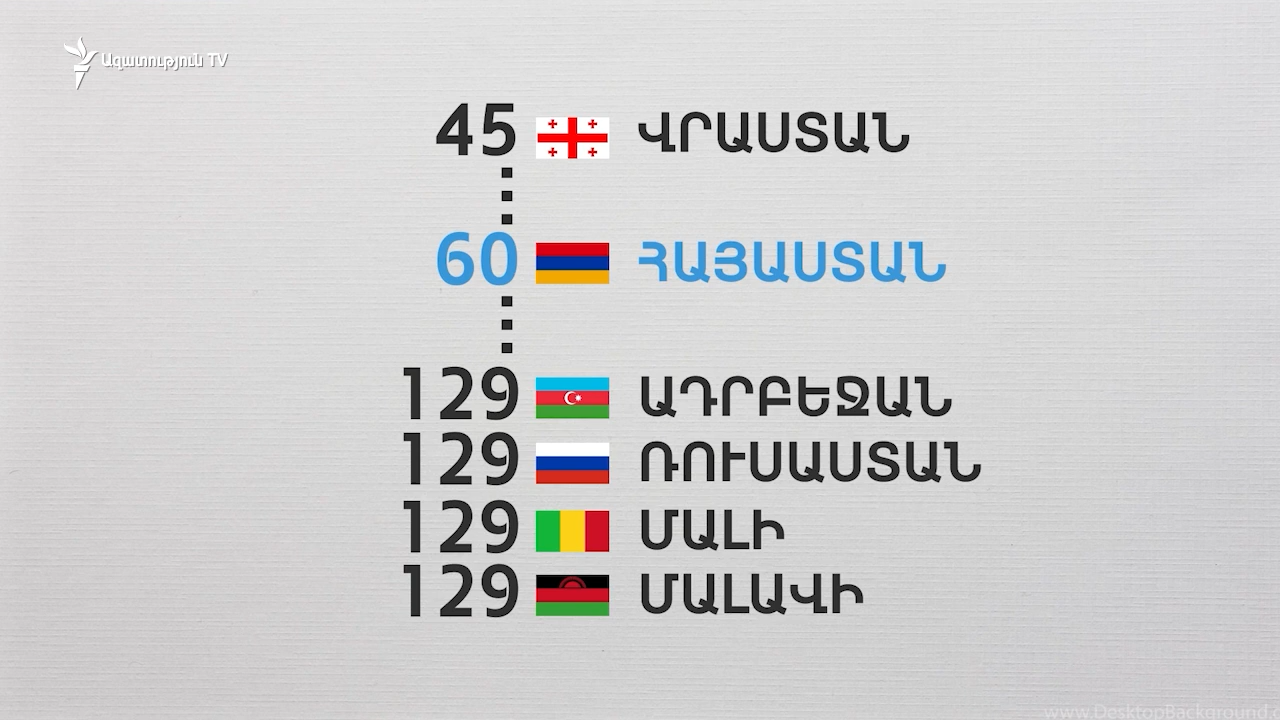 Ազատություն TV
45 ՎՐԱՍՏԱՆ
60 ՀԱՅԱՍՏԱՆ
129 ԱԴՐԲԵՋԱՆ
129 ՌՈՒՍԱՍՏԱՆ
129 ՄԱԼԻ
129 ՄԱԼԱՎԻ
www.DesktopBackground.c